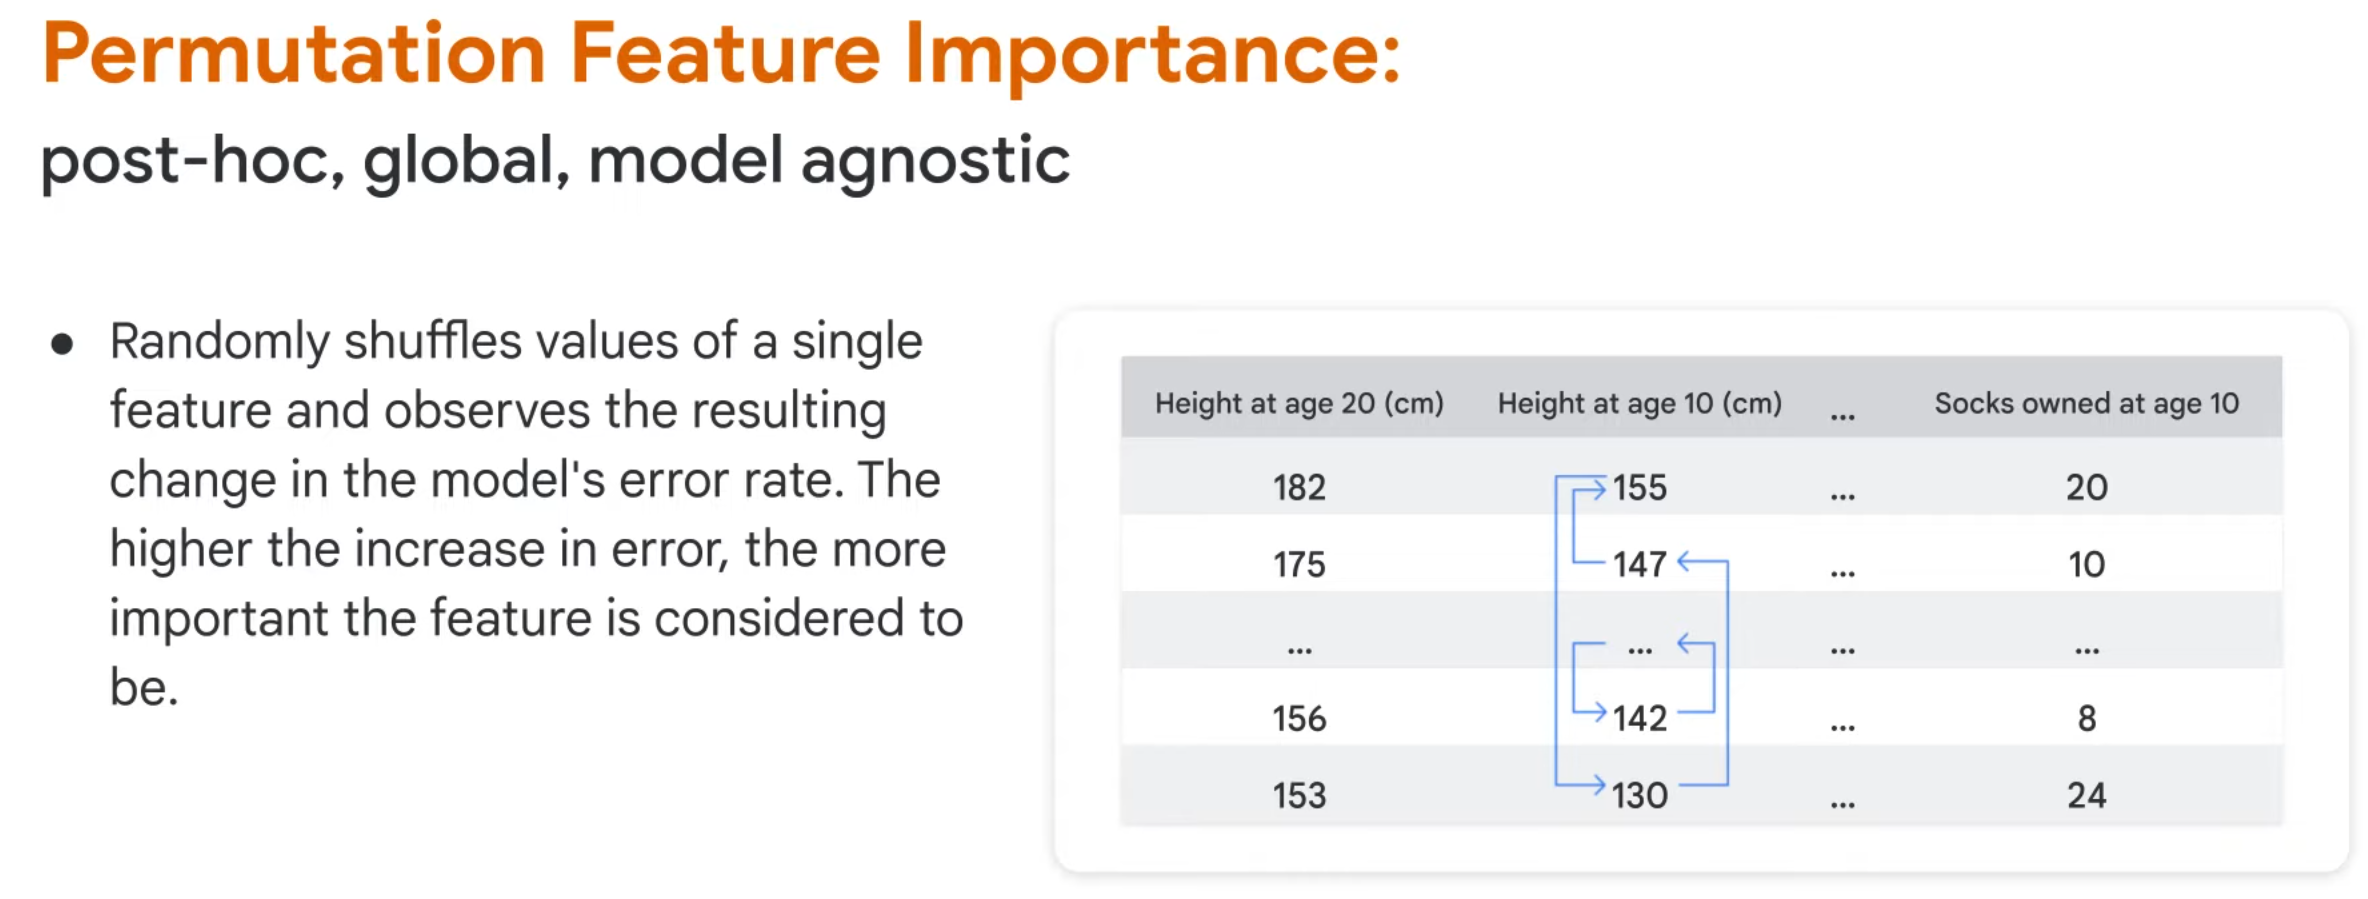 Permutation Feature Importance:
post-hoc, global, model agnostic
● Randomly shuffles values of a single
feature and observes the resulting
change in the model's error rate. The
higher the increase in error, the more
important the feature is considered to
be.
Height at age 20 (cm) Height at age 10 (cm) ... Socks owned at age 10
182 155 ... 20
175 147 ... 10
... ... ... ...
156 142 ... 8
153 130 ... 24